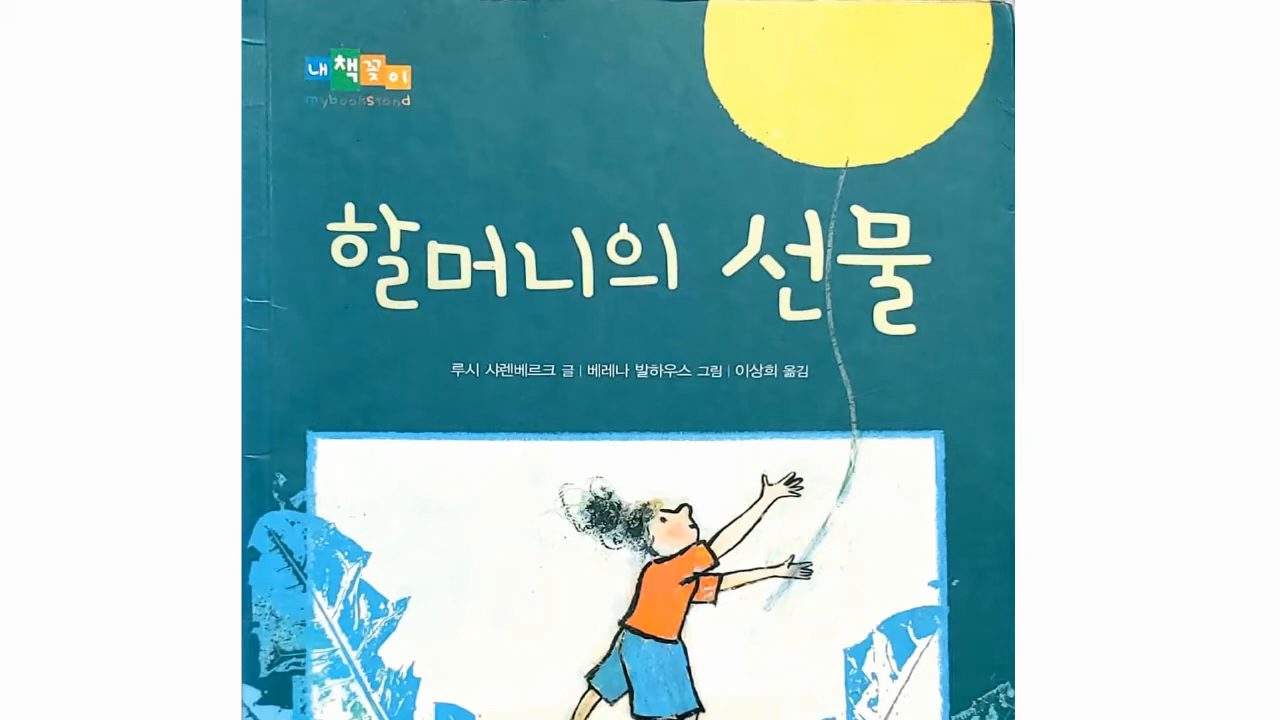 내 책꽂이
mybookstand
할머니의 선물
루시 샤렌베르크 글 | 베레나 발하우스 그림 | 이상희 옮김